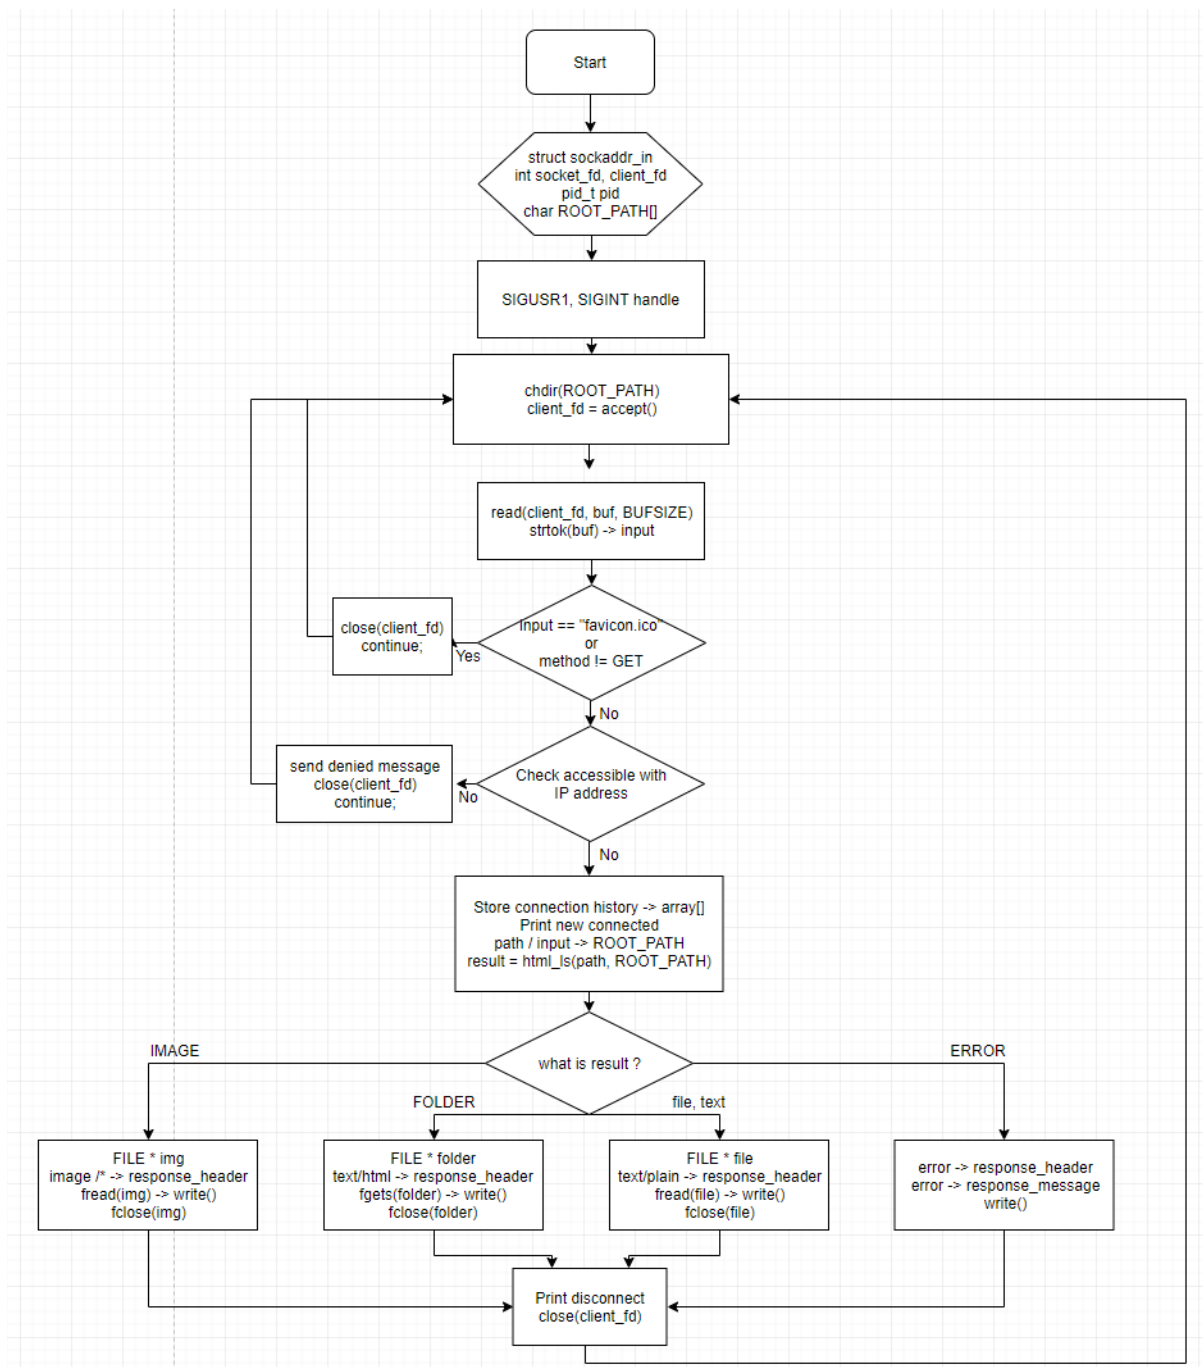 Start
struct sockaddr_in
int socket_fd, client_fd
pid_t pid
char ROOT_PATH[]
SIGUSR1, SIGINT handle
chdir(ROOT_PATH)
client_fd = accept()
read(client_fd, buf, BUFSIZE)
strtok(buf) -> input
input == "favicon.ico"
or
method != GET
Yes
close(client_fd)
continue;
No
Check accessible with
IP address
No
send denied message
close(client_fd)
continue;
No
Store connection history -> array[]
Print new connected
path / input -> ROOT_PATH
result = html_ls(path, ROOT_PATH)
what is result ?
IMAGE
ERROR
FOLDER
file, text
FILE * img
image /* -> response_header
fread(img) -> write()
fclose(img)
FILE * folder
text/html -> response_header
fgets(folder) -> write()
fclose(folder)
FILE * file
text/plain -> response_header
fread(file) -> write()
fclose(file)
error -> response_header
error -> response_message
write()
Print disconnect
close(client_fd)